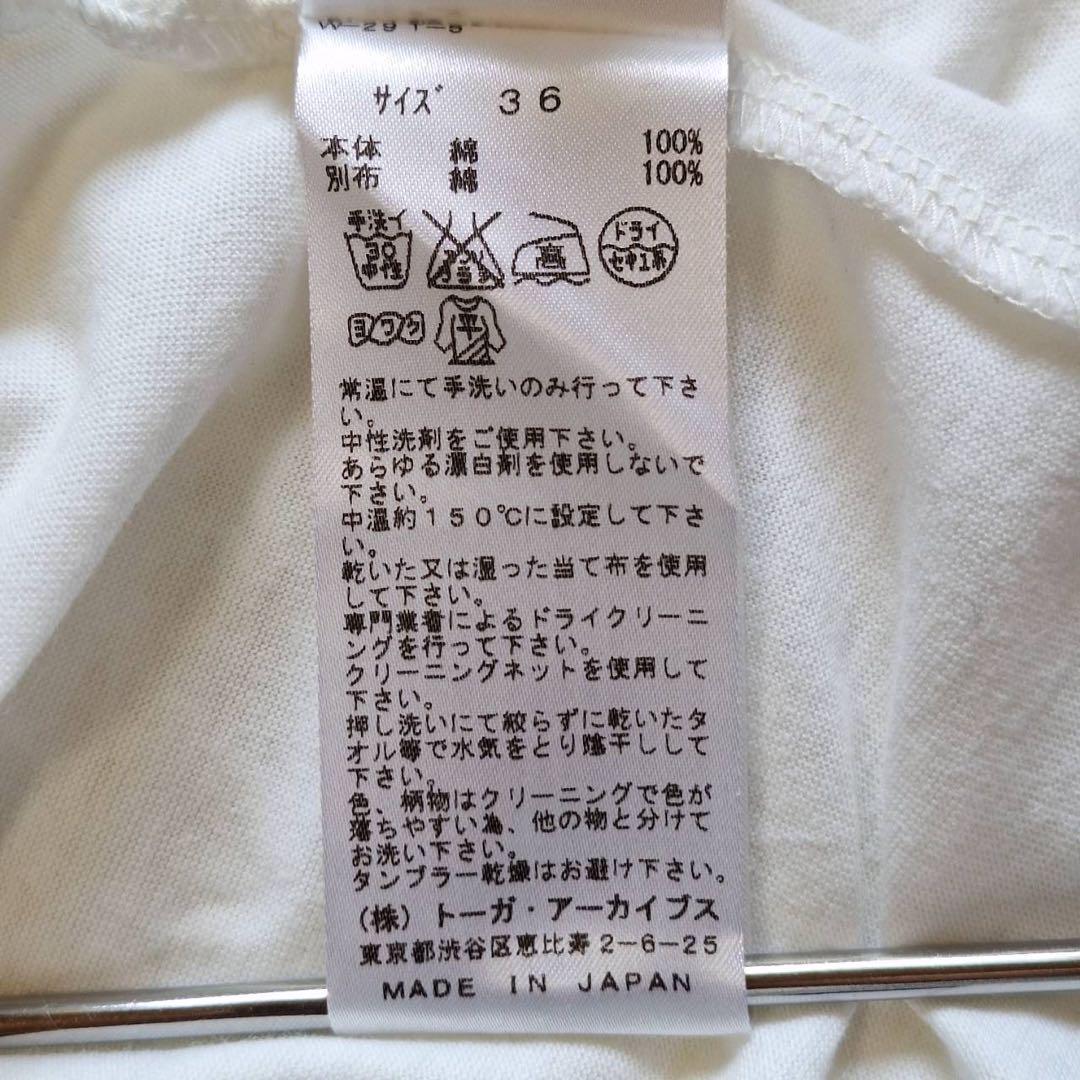 サイズ 36
本体 綿 100%
別布 綿 100%
手洗イ
30
中性
エンソサラシ
高
ドライ
セキユ系
ヨワク
平
常温にて手洗いのみ行って下さ
い。
中性洗剤をご使用下さい。
あらゆる漂白剤を使用しないで
下さい。
中温約150℃に設定して下さ
い。
乾いた又は湿った当て布を使用
して下さい。
専門業者によるドライクリーニ
ングを行って下さい。
クリーニングネットを使用して
下さい。
押し洗いにて絞らずに乾いたタ
オル等で水気をとり陰干しして
下さい。
色、柄物はクリーニングで色が
落ちやすい為、他の物と分けて
お洗い下さい。
タンブラー乾燥はお避け下さい。
(株)トーガ・アーカイブス
東京都渋谷区恵比寿2-6-25
MADE IN JAPAN